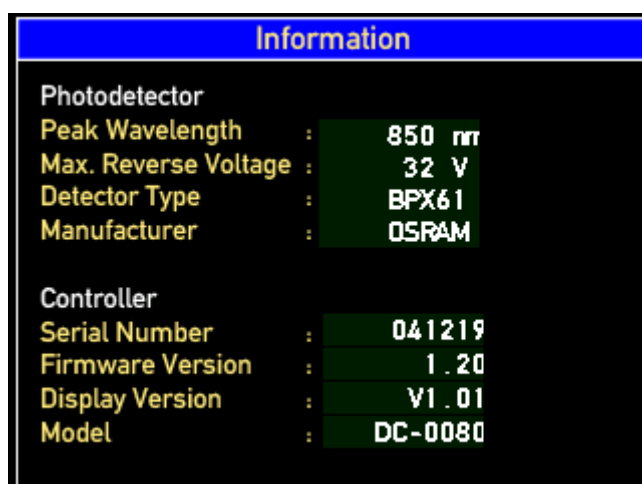 Information
Photodetector
Peak Wavelength : 850 nm
Max. Reverse Voltage : 32 V
Detector Type : BPX61
Manufacturer : OSRAM
Controller
Serial Number : 041219
Firmware Version : 1.20
Display Version : V1.01
Model : DC-0080